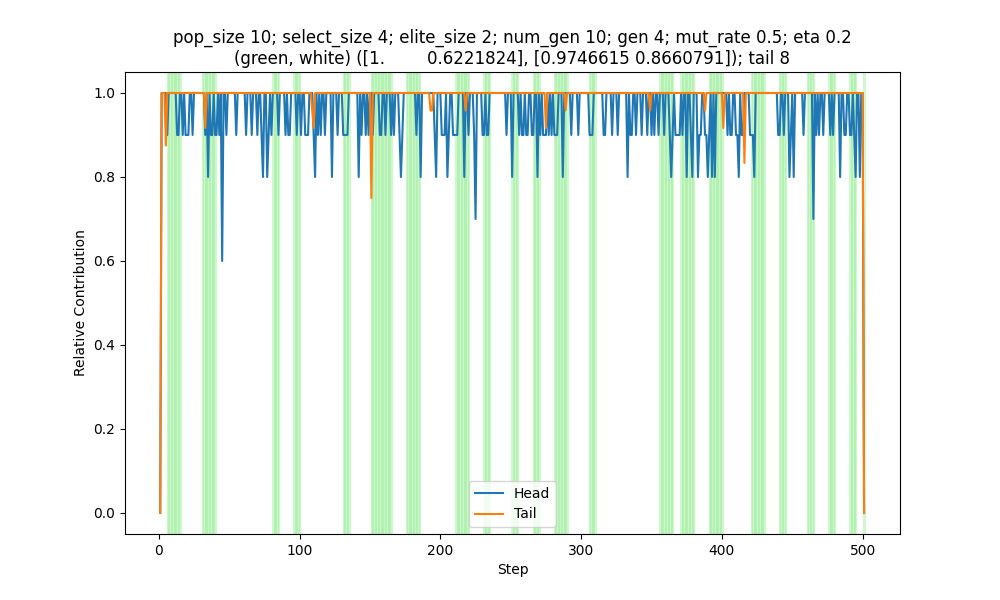 pop_size 10; select_size 4; elite_size 2; num_gen 10; gen 4; mut_rate 0.5; eta 0.2
(green, white) ([1.        0.6221824], [0.9746615 0.8660791]); tail 8
Relative Contribution
1.0
0.8
0.6
0.4
0.2
0.0
Head
Tail
0 100 200 300 400 500
Step